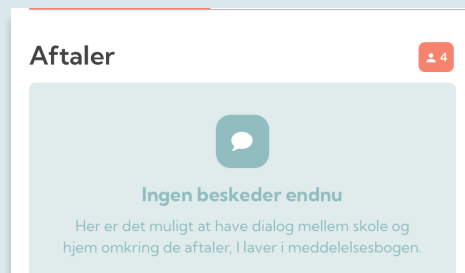 Aftaler
4
Ingen beskeder endnu
Her er det muligt at have dialog mellem skole og
hjem omkring de aftaler, I laver i meddelelsesbogen.